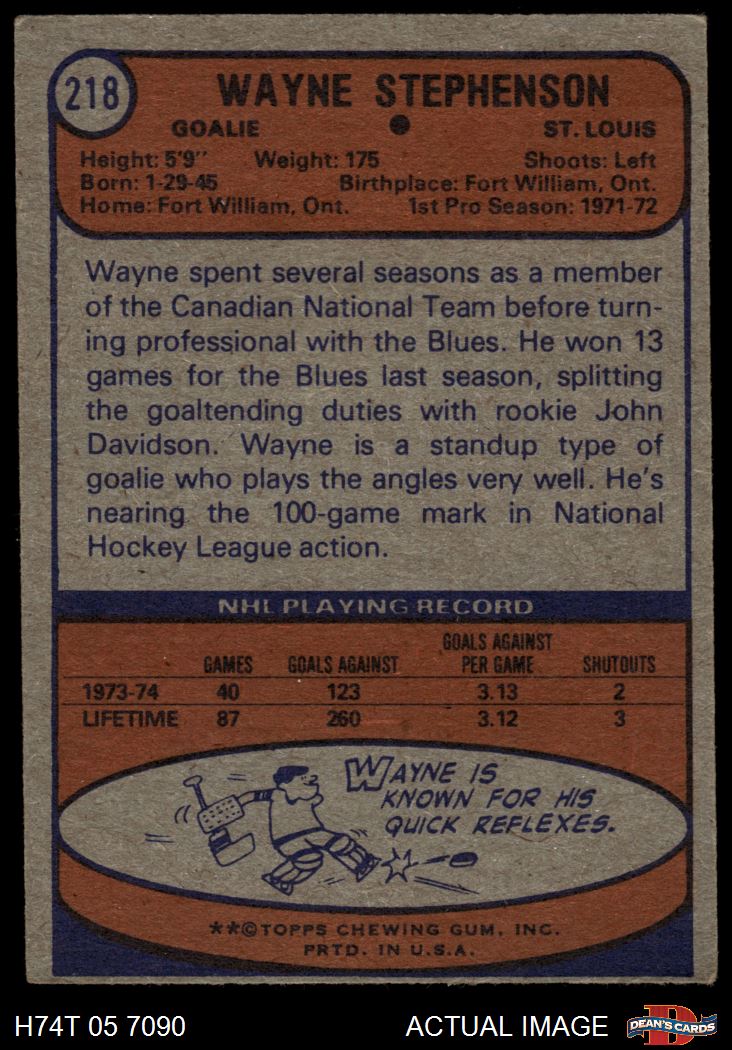 218
WAYNE STEPHENSON
GOALIE ● ST. LOUIS
Height: 5'9" Weight: 175 Shoots: Left
Born: 1-29-45 Birthplace: Fort William, Ont.
Home: Fort William, Ont. 1st Pro Season: 1971-72
Wayne spent several seasons as a member
of the Canadian National Team before turn-
ing professional with the Blues. He won 13
games for the Blues last season, splitting
the goaltending duties with rookie John
Davidson. Wayne is a standup type of
goalie who plays the angles very well. He's
nearing the 100-game mark in National
Hockey League action.
NHL PLAYING RECORD
GAMES GOALS AGAINST GOALS AGAINST PER GAME SHUTOUTS
1973-74 40 123 3.13 2
LIFETIME 87 260 3.12 3
WAYNE IS
KNOWN FOR HIS
QUICK REFLEXES.
**©TOPPS CHEWING GUM, INC.
PRTD. IN U.S.A.
H74T 05 7090 ACTUAL IMAGE DEAN'S CARDS